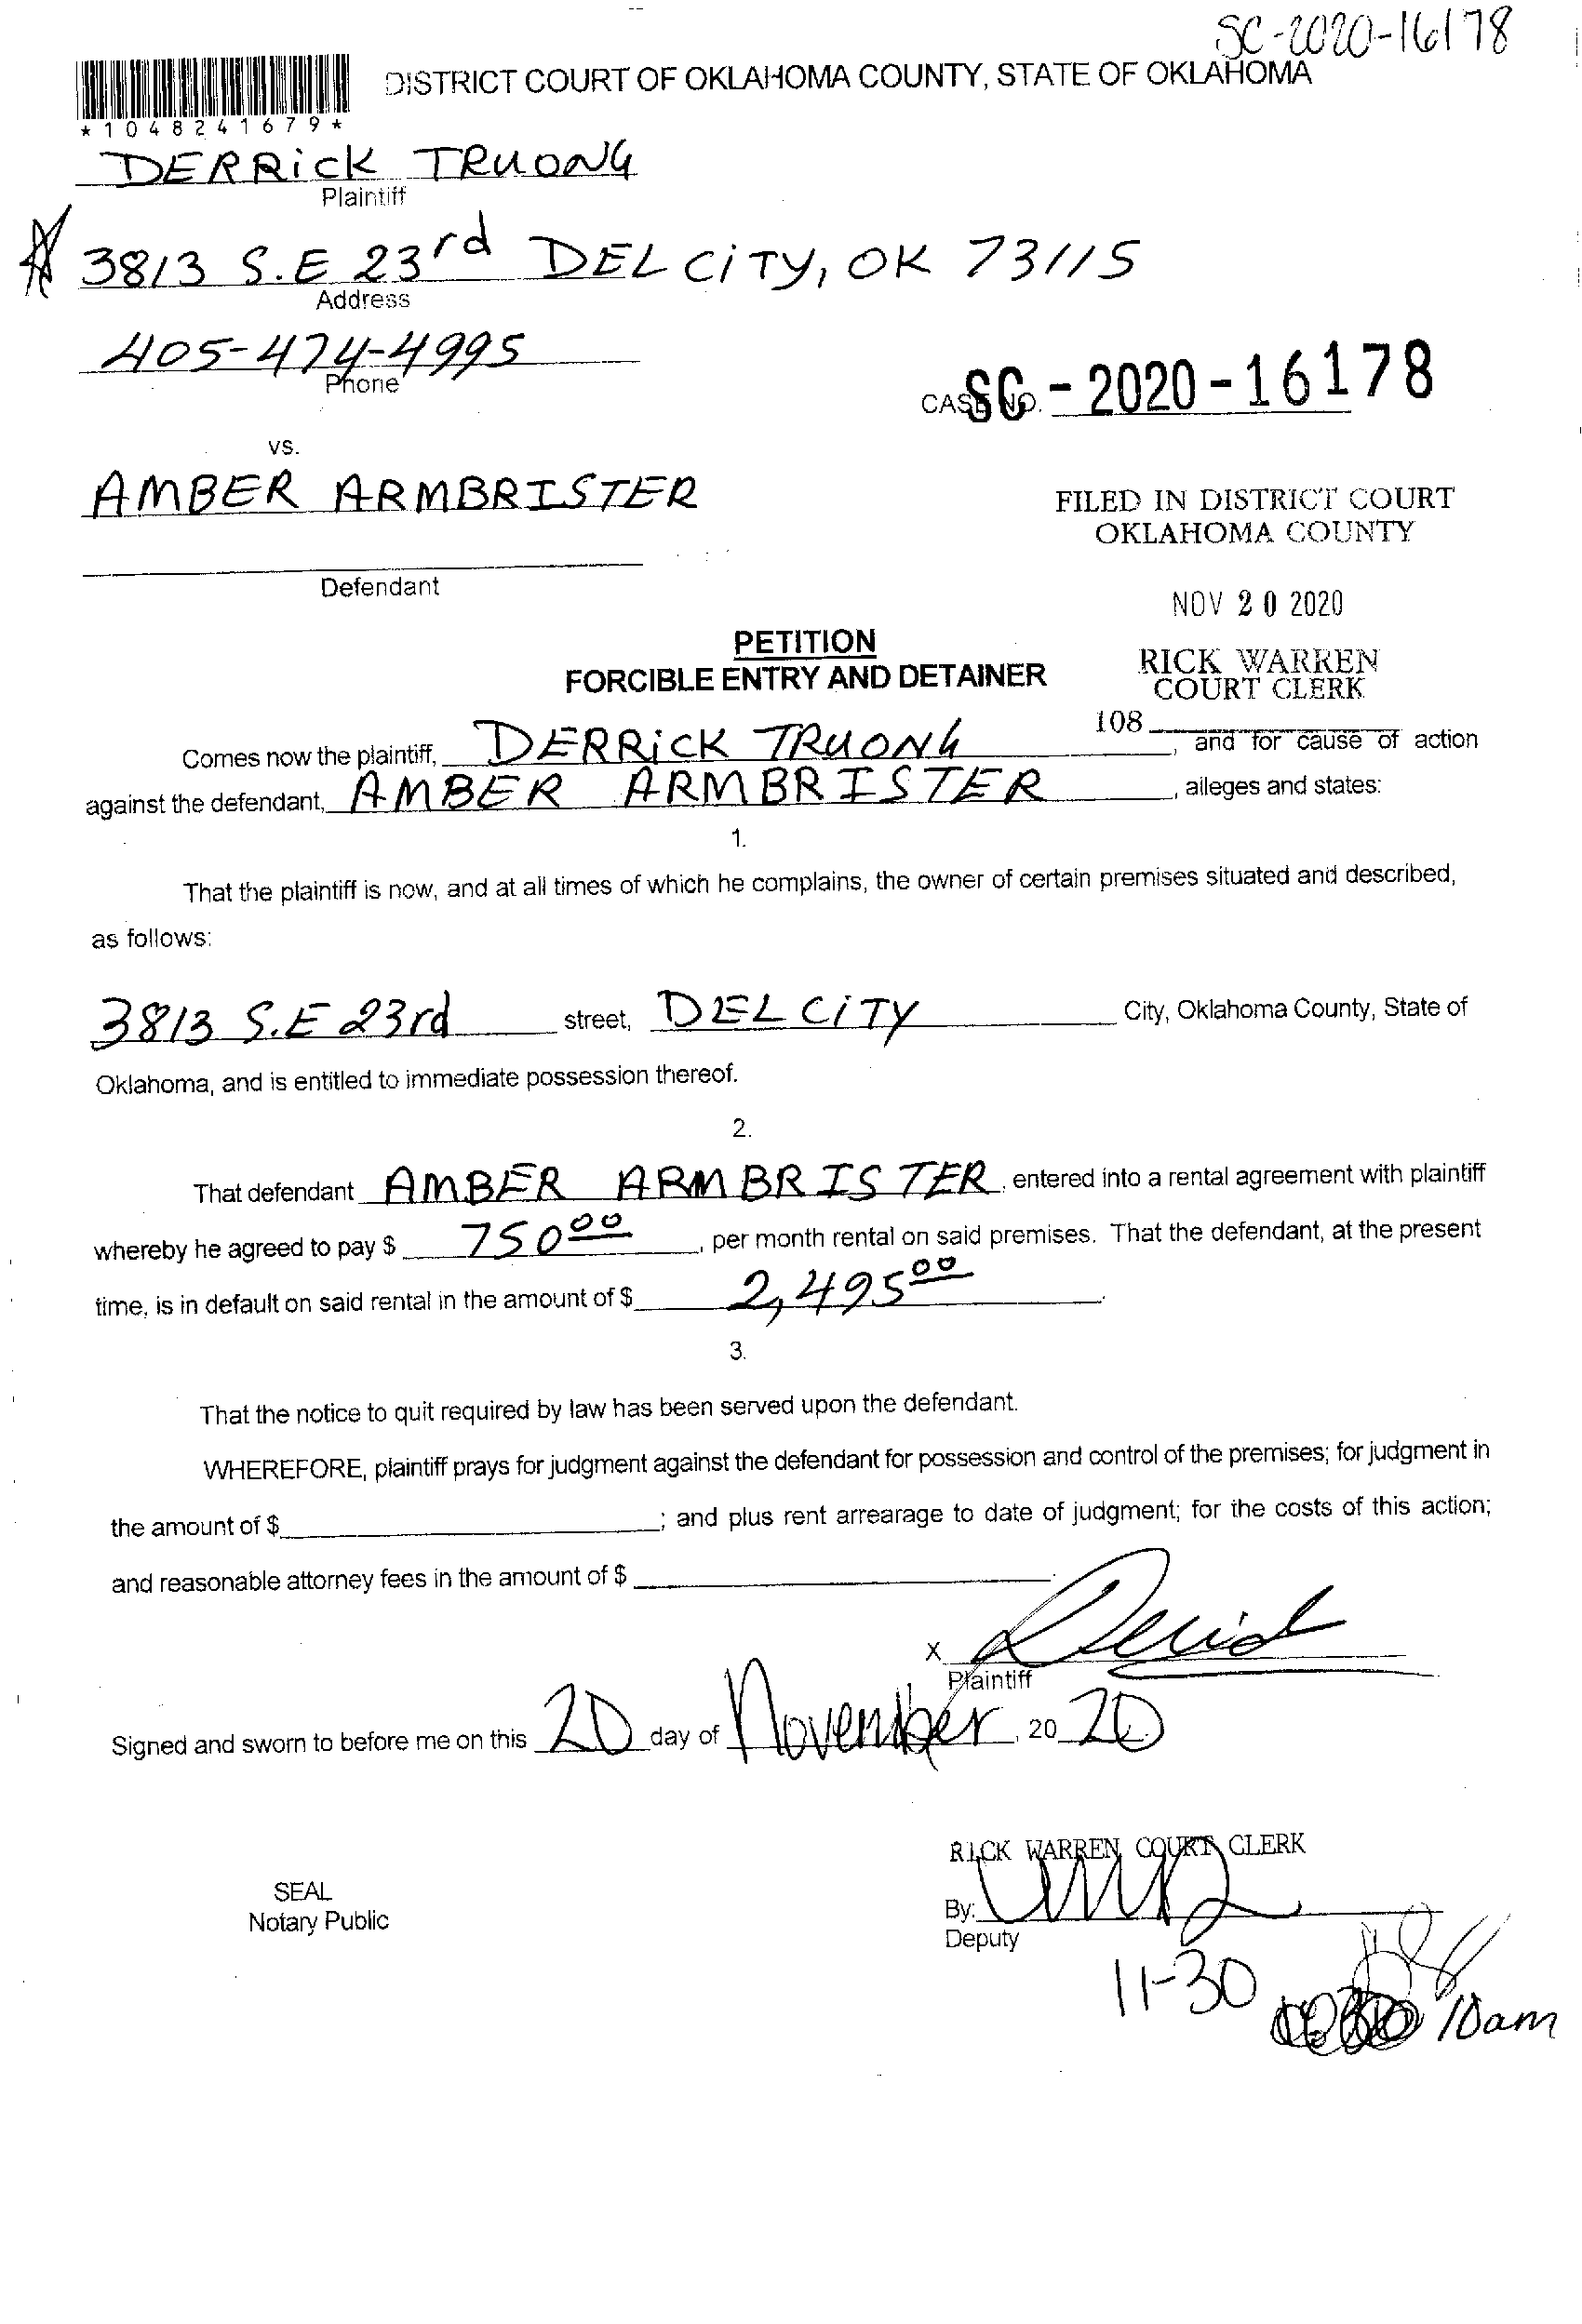 SC-2020-16178
DISTRICT COURT OF OKLAHOMA COUNTY, STATE OF OKLAHOMA
*1048241679*
DERRiCK TRUONG
Plaintiff
3813 S.E 23rd DEL CiTY, OK 73115
Address
405-474-4995
Phone
CASE NO. SC-2020-16178
vs.
AMBER ARMBRISTER
Defendant
FILED IN DISTRICT COURT
OKLAHOMA COUNTY
NOV 20 2020
RICK WARREN
COURT CLERK
108
PETITION
FORCIBLE ENTRY AND DETAINER
Comes now the plaintiff, DERRiCK TRUONG, and for cause of action
against the defendant, AMBER ARMBRISTER, alleges and states:
1.
That the plaintiff is now, and at all times of which he complains, the owner of certain premises situated and described,
as follows:
3813 S.E 23rd street, DEL CiTY City, Oklahoma County, State of
Oklahoma, and is entitled to immediate possession thereof.
2.
That defendant AMBER ARMBRISTER, entered into a rental agreement with plaintiff
whereby he agreed to pay $ 750 00, per month rental on said premises. That the defendant, at the present
time, is in default on said rental in the amount of $ 2,495 00.
3.
That the notice to quit required by law has been served upon the defendant.
WHEREFORE, plaintiff prays for judgment against the defendant for possession and control of the premises; for judgment in
the amount of $ ; and plus rent arrearage to date of judgment; for the costs of this action;
and reasonable attorney fees in the amount of $ .
X
Plaintiff
Signed and sworn to before me on this 20 day of November, 2020
RICK WARREN COURT CLERK
SEAL
Notary Public
By:
Deputy
11-30
10am